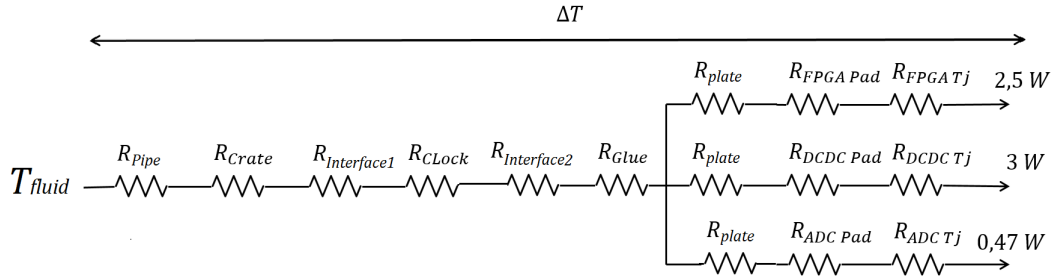 ΔT
R_plate R_FPGA Pad R_FPGA Tj 2,5 W
R_Pipe R_Crate R_Interface1 R_CLock R_Interface2 R_Glue R_plate R_DCDC Pad R_DCDC Tj 3 W
T_fluid
R_plate R_ADC Pad R_ADC Tj 0,47 W